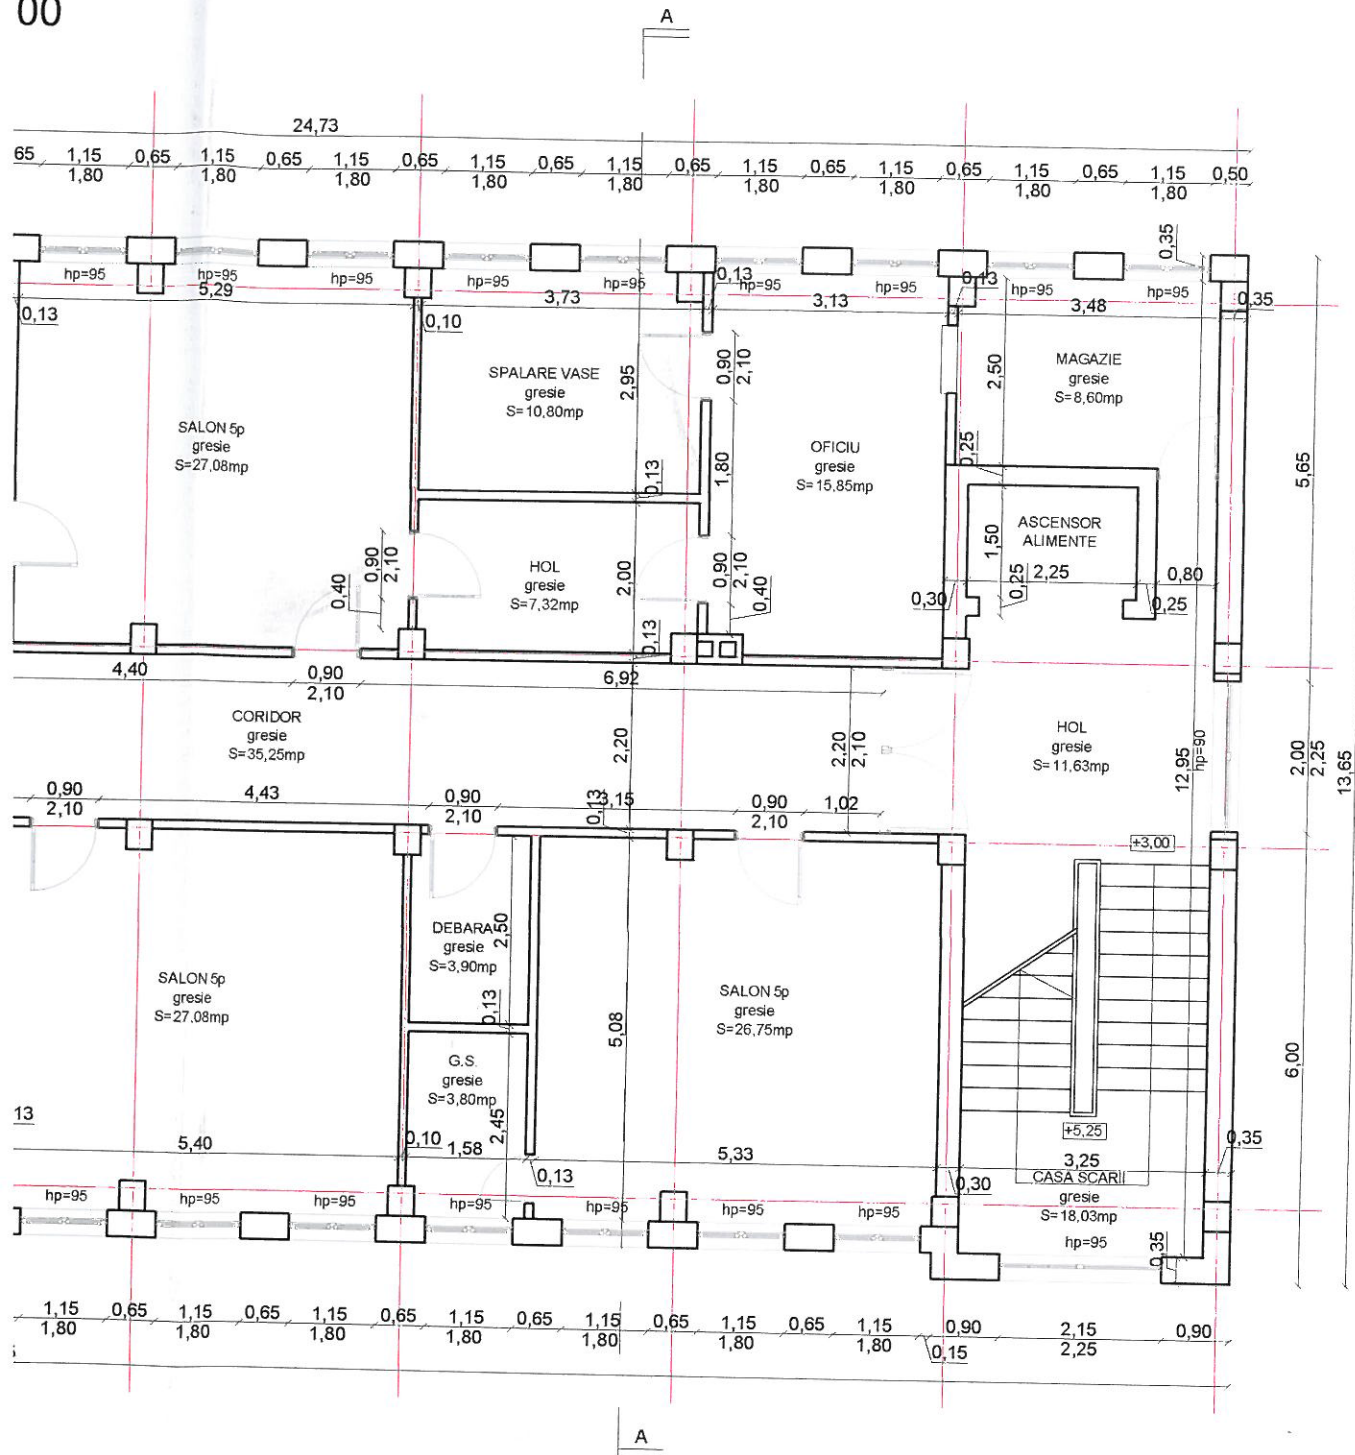 00
A
24,73
65 1,15 0,65 1,15 0,65 1,15 0,65 1,15 0,65 1,15 0,65 1,15 0,65 1,15 0,65 1,15 0,65 1,15 0,50
1,80 1,80 1,80 1,80 1,80 1,80 1,80 1,80 1,80
0,35
hp=95 hp=95 hp=95 hp=95 hp=95 hp=95 hp=95 hp=95 hp=95
0,13 0,13
5,29 3,73 3,13 3,48 0,35
0,13 0,10
SPALARE VASE
gresie
S=10,80mp
2,95
0,90
2,10
2,50
MAGAZIE
gresie
S=8,60mp
SALON 5p
gresie
S=27,08mp
OFICIU
gresie
S=15,85mp
1,80
0,13
0,25
5,65
ASCENSOR
ALIMENTE
1,50
0,25
2,25 0,80
0,30 0,25
HOL
gresie
S=7,32mp
0,40
0,90
2,10
2,00
0,90
2,10
0,40
0,13
4,40 0,90 6,92
2,10
CORIDOR
gresie
S=35,25mp
2,20
2,20
2,10
HOL
gresie
S=11,63mp
12,95
hp=90
2,00
2,25
13,65
0,90 4,43 0,90 3,15 0,90 1,02
2,10 2,10 2,10
0,13
+3,00
DEBARA
gresie
S=3,90mp
2,50
0,13
SALON 5p
gresie
S=27,08mp
SALON 5p
gresie
S=26,75mp
5,08
6,00
G.S.
gresie
S=3,80mp
2,45
13
5,40 0,10 1,58 0,13 5,33 0,30
+5,25
3,25
0,35
CASA SCARII
gresie
S=18,03mp
hp=95
0,35
hp=95 hp=95 hp=95 hp=95 hp=95 hp=95 hp=95
1,15 0,65 1,15 0,65 1,15 0,65 1,15 0,65 1,15 0,65 1,15 0,65 1,15 0,90 2,15 0,90
1,80 1,80 1,80 1,80 1,80 1,80 1,80 0,15 2,25
A